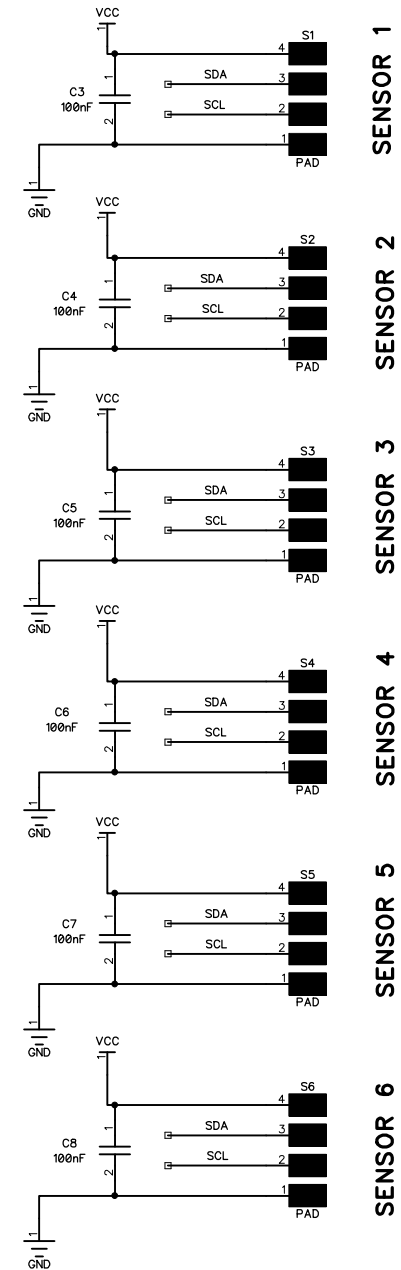 VCC
1
S1
4
SDA
3
1
C3
100nF
SCL
2
2
1
PAD
1
GND
SENSOR 1
VCC
1
S2
4
SDA
3
1
C4
100nF
SCL
2
2
1
PAD
1
GND
SENSOR 2
VCC
1
S3
4
SDA
3
1
C5
100nF
SCL
2
2
1
PAD
1
GND
SENSOR 3
VCC
1
S4
4
SDA
3
1
C6
100nF
SCL
2
2
1
PAD
1
GND
SENSOR 4
VCC
1
S5
4
SDA
3
1
C7
100nF
SCL
2
2
1
PAD
1
GND
SENSOR 5
VCC
1
S6
4
SDA
3
1
C8
100nF
SCL
2
2
1
PAD
1
GND
SENSOR 6